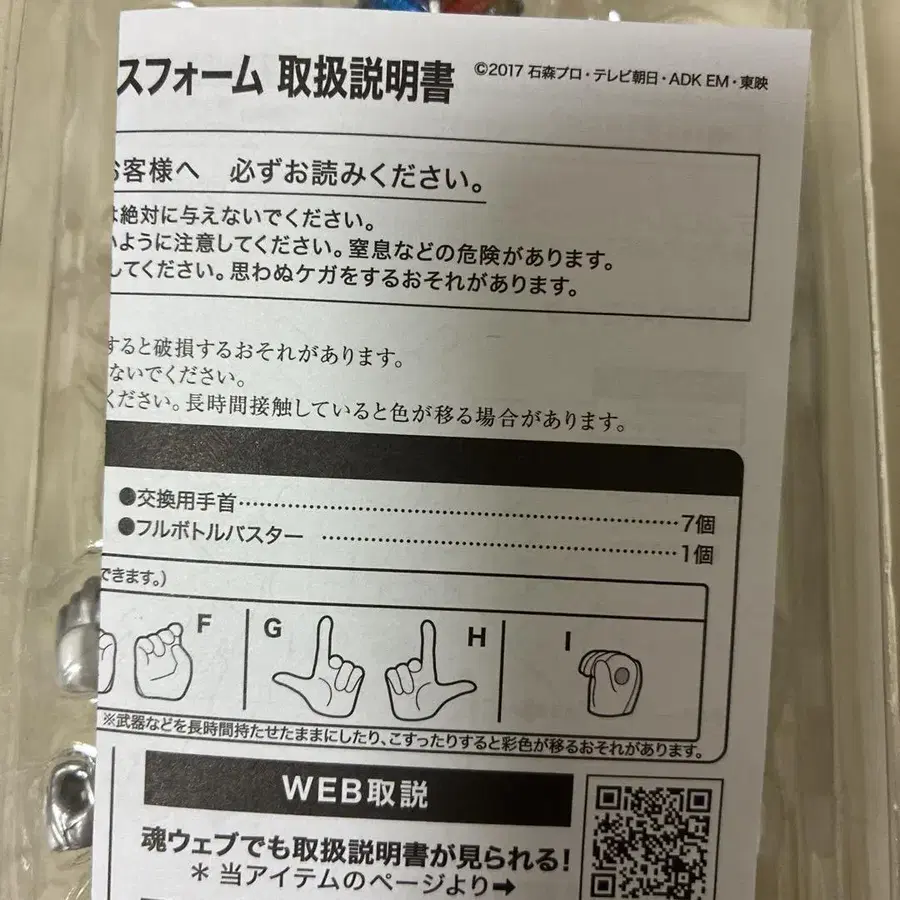 スフォーム 取扱説明書 ©2017 石森プロ・テレビ朝日・ADK EM・東映
お客様へ 必ずお読みください。
は絶対に与えないでください。
いように注意してください。窒息などの危険があります。
してください。思わぬケガをするおそれがあります。
すると破損するおそれがあります。
ないでください。
ください。長時間接触していると色が移る場合があります。
●交換用手首 7個
●フルボトルバスター 1個
できます。)
F G H I
※武器などを長時間持たせたままにしたり、こすったりすると彩色が移るおそれがあります。
WEB取説
魂ウェブでも取扱説明書が見られる!
＊ 当アイテムのページより➡